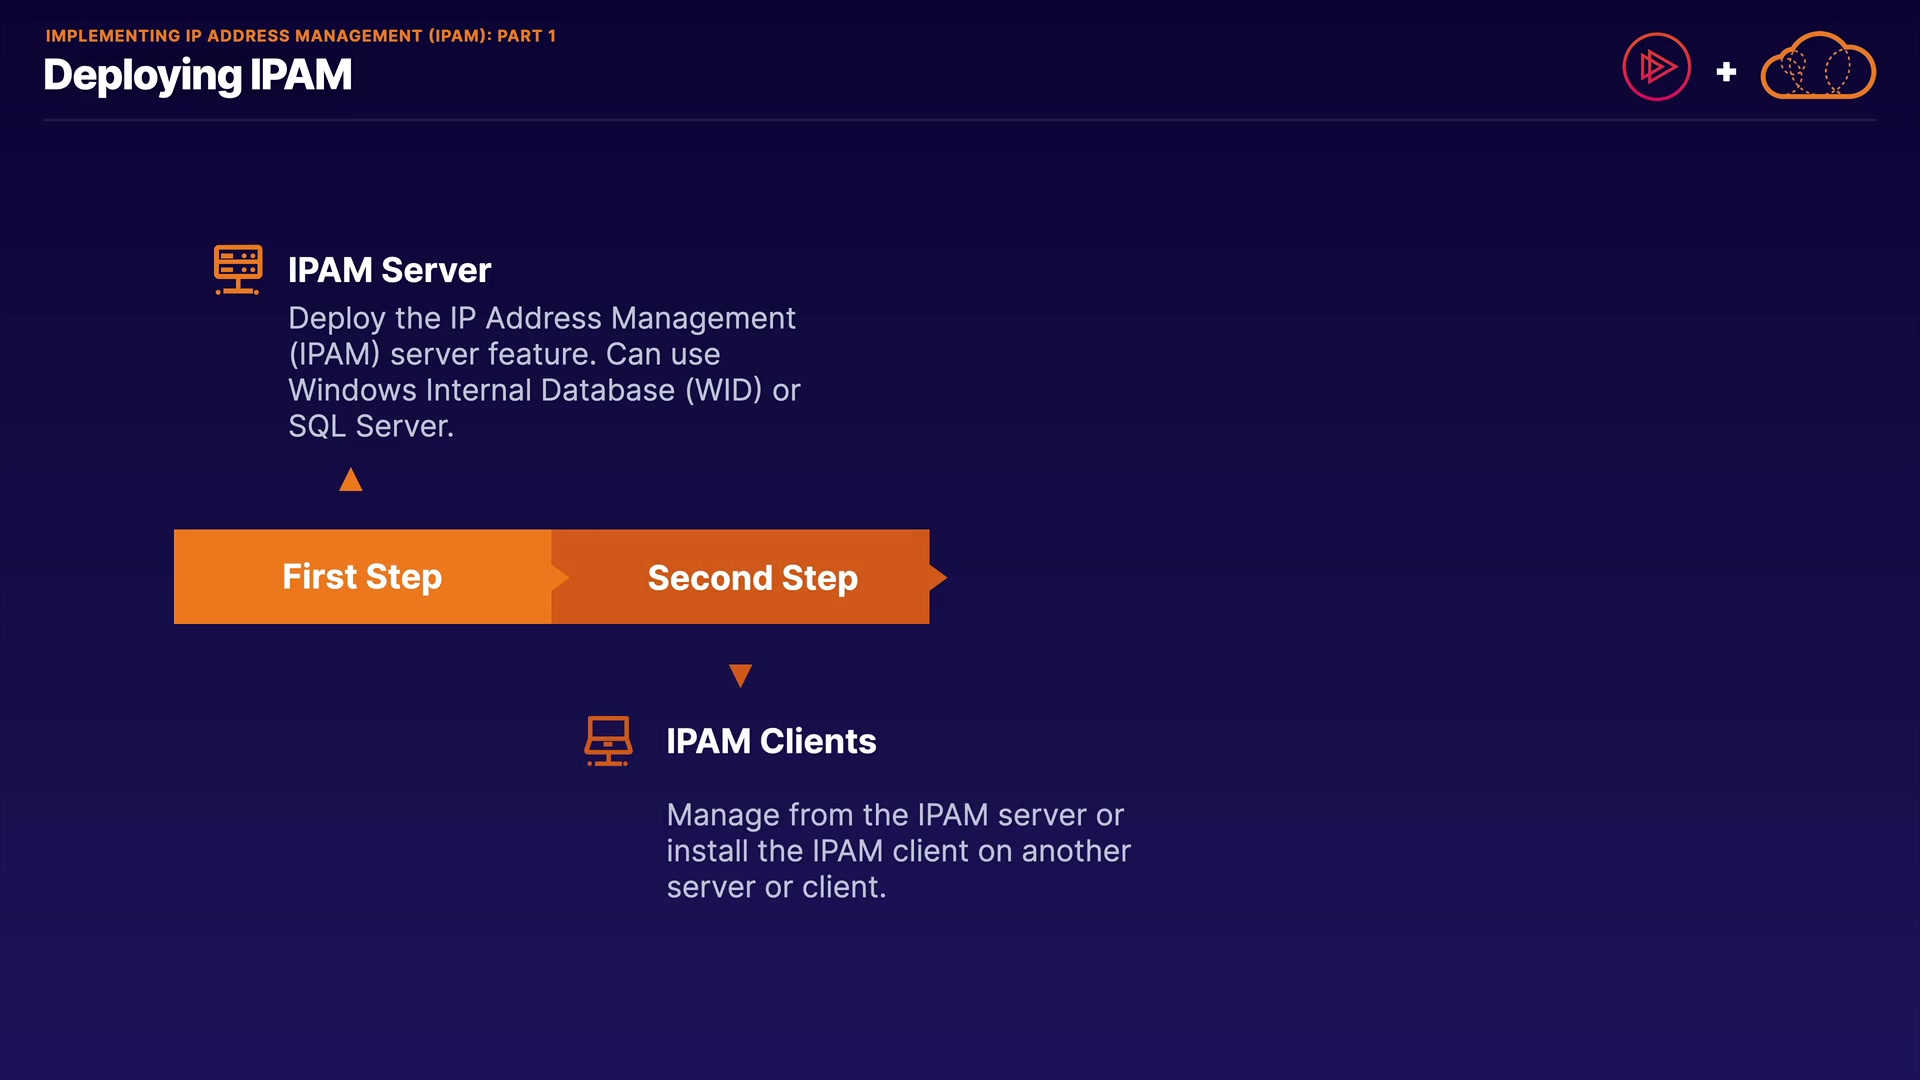 IMPLEMENTING IP ADDRESS MANAGEMENT (IPAM): PART 1
Deploying IPAM
IPAM Server
Deploy the IP Address Management
(IPAM) server feature. Can use
Windows Internal Database (WID) or
SQL Server.
First Step
Second Step
IPAM Clients
Manage from the IPAM server or
install the IPAM client on another
server or client.